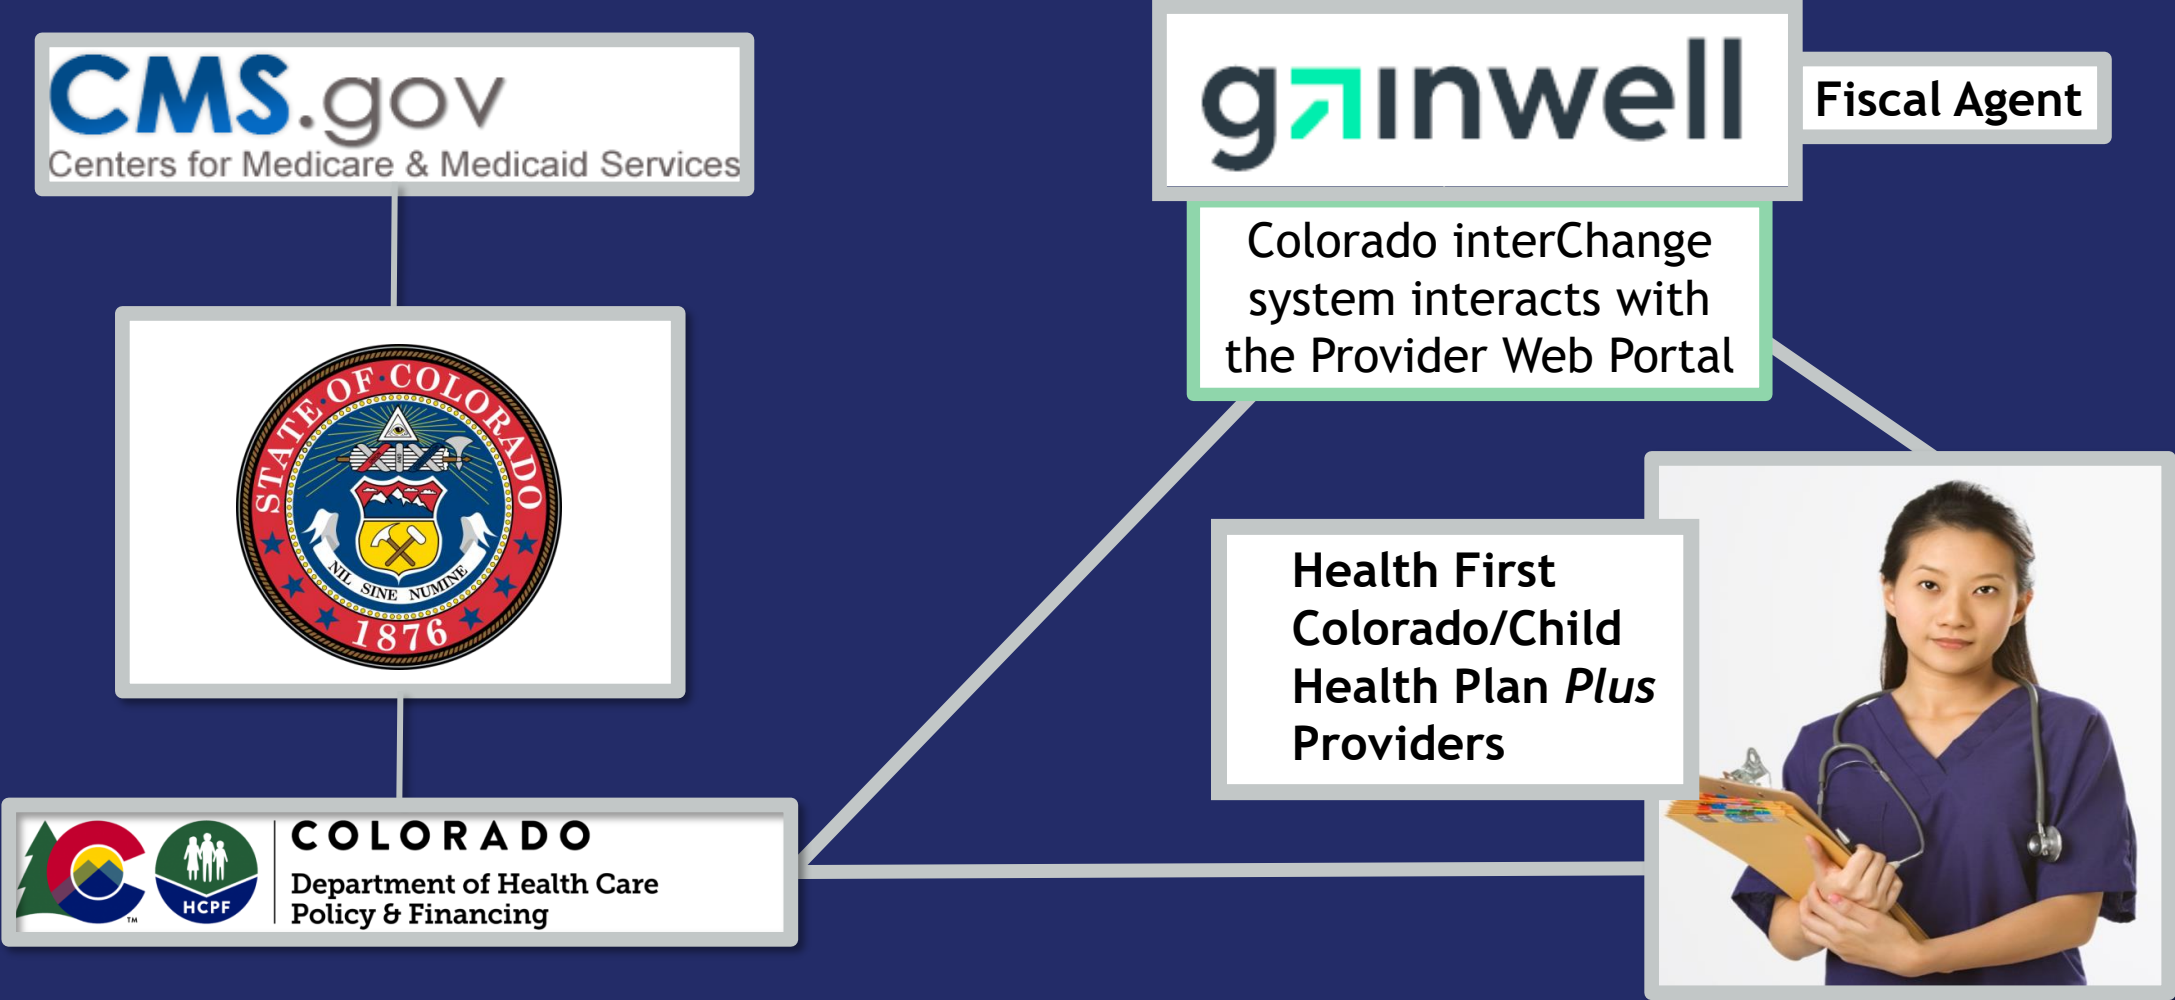 CMS.gov
Centers for Medicare & Medicaid Services
gainwell
Fiscal Agent
Colorado interChange
system interacts with
the Provider Web Portal
STATE OF COLORADO
NIL SINE NUMINE
1876
Health First
Colorado/Child
Health Plan Plus
Providers
HCPF
TM
COLORADO
Department of Health Care
Policy & Financing